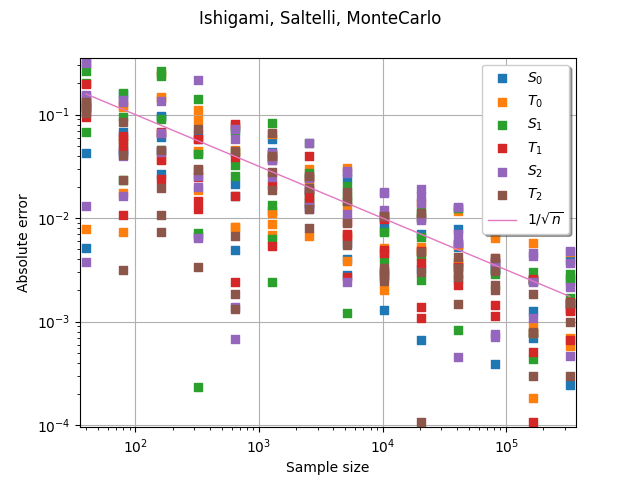 Ishigami, Saltelli, MonteCarlo
Absolute error
10⁻¹
10⁻²
10⁻³
10⁻⁴
S₀
T₀
S₁
T₁
S₂
T₂
1/√n
10² 10³ 10⁴ 10⁵
Sample size